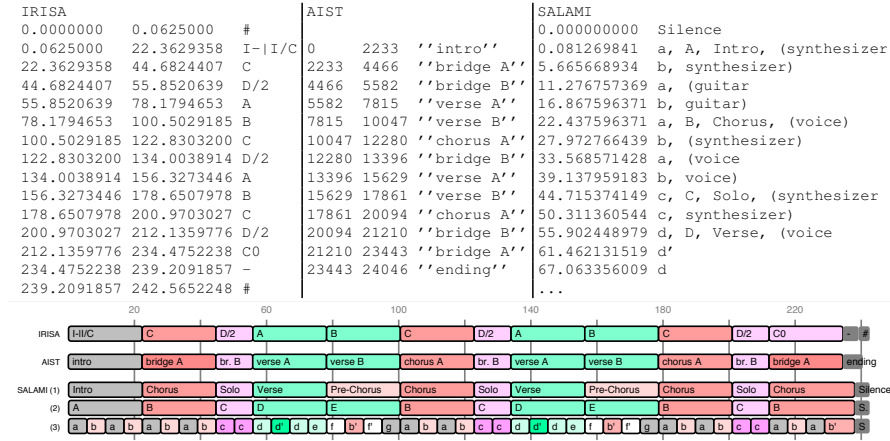 IRISA AIST SALAMI
0.0000000 0.0625000 # 0.000000000 Silence
0.0625000 22.3629358 I-|I/C 0 2233 ''intro'' 0.081269841 a, A, Intro, (synthesizer
22.3629358 44.6824407 C 2233 4466 ''bridge A'' 5.665668934 b, synthesizer)
44.6824407 55.8520639 D/2 4466 5582 ''bridge B'' 11.276757369 a, (guitar
55.8520639 78.1794653 A 5582 7815 ''verse A'' 16.867596371 b, guitar)
78.1794653 100.5029185 B 7815 10047 ''verse B'' 22.437596371 a, B, Chorus, (voice)
100.5029185 122.8303200 C 10047 12280 ''chorus A'' 27.972766439 b, (synthesizer)
122.8303200 134.0038914 D/2 12280 13396 ''bridge B'' 33.568571428 a, (voice
134.0038914 156.3273446 A 13396 15629 ''verse A'' 39.137959183 b, voice)
156.3273446 178.6507978 B 15629 17861 ''verse B'' 44.715374149 c, C, Solo, (synthesizer
178.6507978 200.9703027 C 17861 20094 ''chorus A'' 50.311360544 c, synthesizer)
200.9703027 212.1359776 D/2 20094 21210 ''bridge B'' 55.902448979 d, D, Verse, (voice
212.1359776 234.4752238 C0 21210 23443 ''bridge A'' 61.462131519 d'
234.4752238 239.2091857 - 23443 24046 ''ending'' 67.063356009 d
239.2091857 242.5652248 # ...
20 60 100 140 180 220
IRISA I-II/C C D/2 A B C D/2 A B C D/2 C0 - #
AIST intro bridge A br. B verse A verse B chorus A br. B verse A verse B chorus A br. B bridge A ending
SALAMI (1) Intro Chorus Solo Verse Pre-Chorus Chorus Solo Verse Pre-Chorus Chorus Solo Chorus Silence
(2) A B C D E B C D E B C B S.
(3) a b a b a b a b c c d d' d e f b' f' g a b a b c c d d' d e f b' f' g a b a b c c a b a b' S